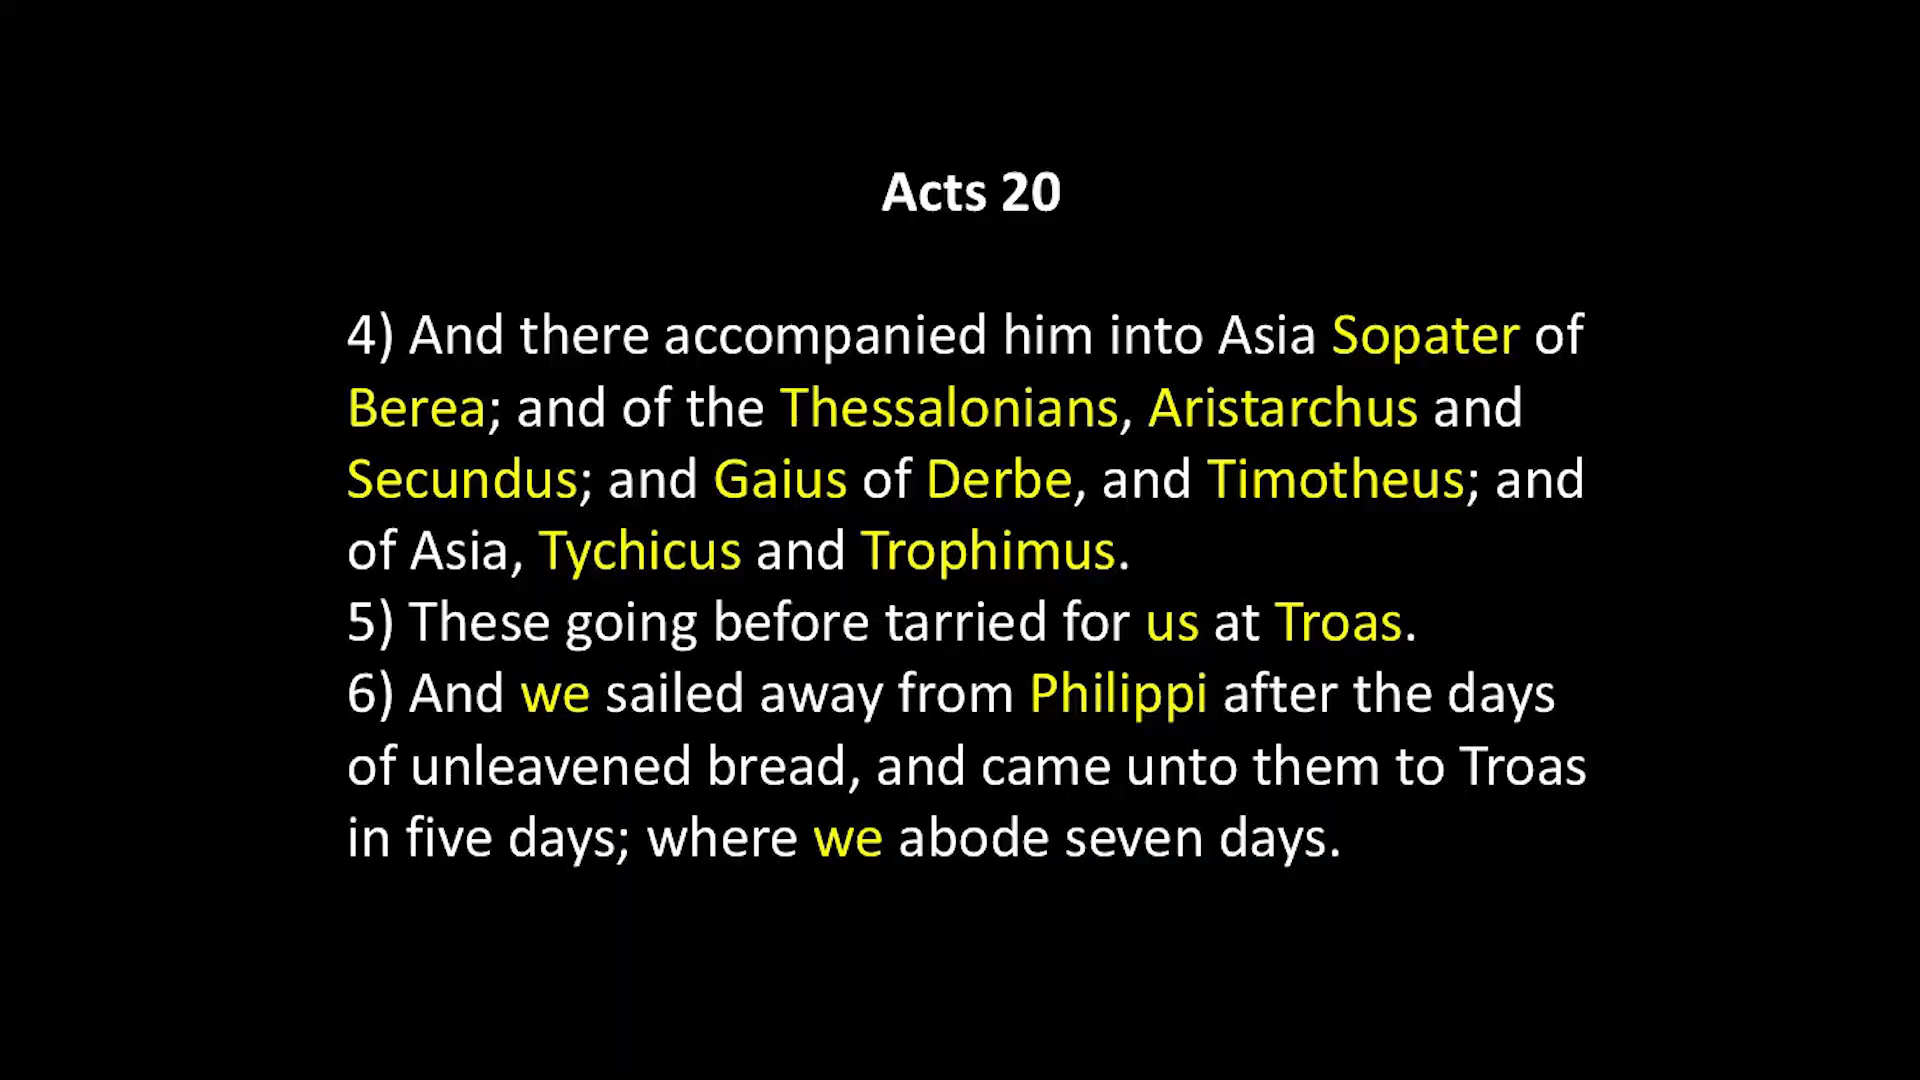 Acts 20
4) And there accompanied him into Asia Sopater of
Berea; and of the Thessalonians, Aristarchus and
Secundus; and Gaius of Derbe, and Timotheus; and
of Asia, Tychicus and Trophimus.
5) These going before tarried for us at Troas.
6) And we sailed away from Philippi after the days
of unleavened bread, and came unto them to Troas
in five days; where we abode seven days.